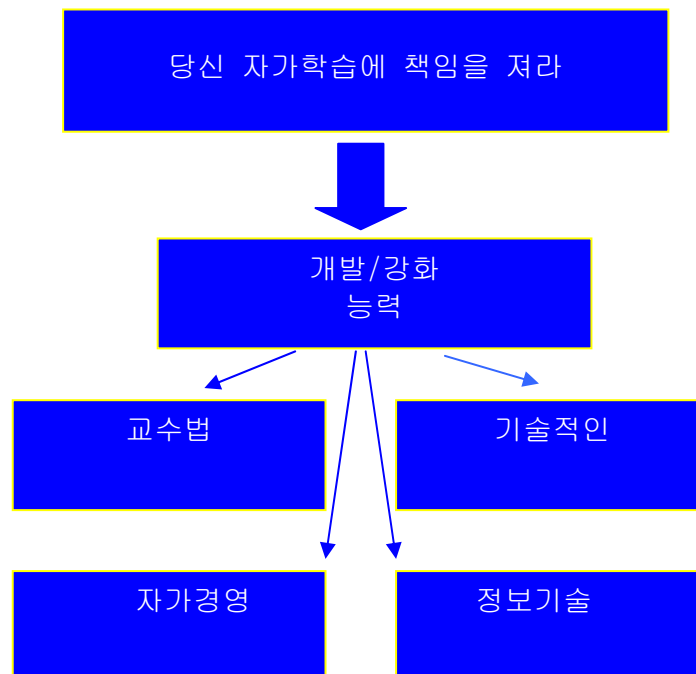 당신 자가학습에 책임을 져라
개발/강화
능력
교수법
기술적인
자가경영
정보기술